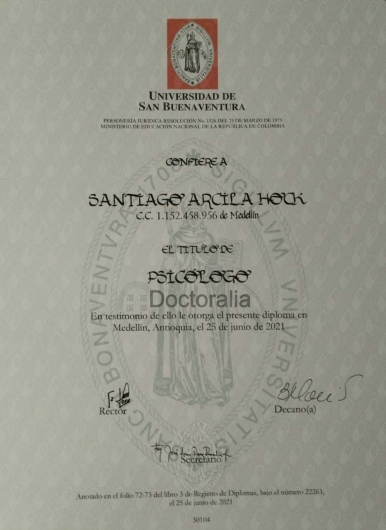 UNIVERSIDAD DE
SAN BUENAVENTURA
PERSONERÍA JURÍDICA RESOLUCIÓN No. 1326 DEL 25 DE MARZO DE 1975
MINISTERIO DE EDUCACIÓN NACIONAL DE LA REPÚBLICA DE COLOMBIA
CONFIERE A
SANTIAGO ARCILA HOLK
C.C. 1.152.458.956 de Medellín
EL TÍTULO DE
PSICÓLOGO
Doctoralia
En testimonio de ello le otorga el presente diploma en
Medellín, Antioquia, el 25 de junio de 2021
Rector
Decano(a)
Secretario
Anotado en el folio 72-73 del libro 3 de Registro de Diplomas, bajo el número 22263,
el 25 de junio de 2021